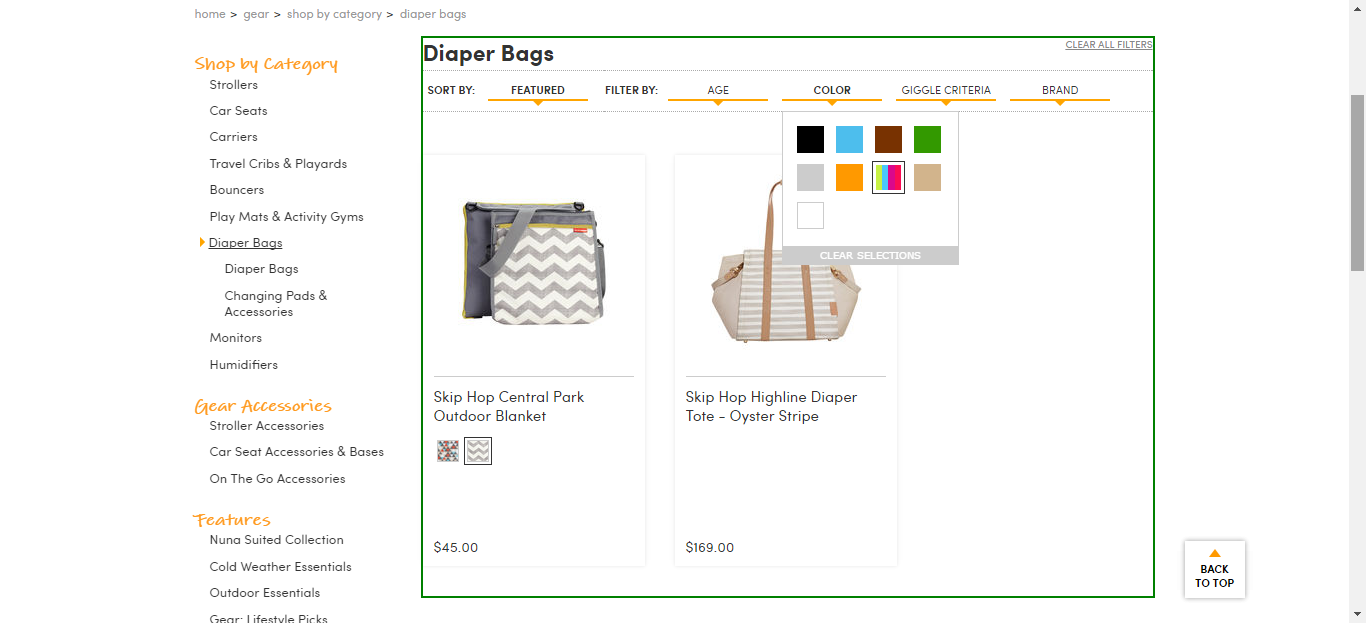 home > gear > shop by category > diaper bags
Shop by Category
Strollers
Car Seats
Carriers
Travel Cribs & Playards
Bouncers
Play Mats & Activity Gyms
Diaper Bags
Diaper Bags
Changing Pads &
Accessories
Monitors
Humidifiers
Gear Accessories
Stroller Accessories
Car Seat Accessories & Bases
On The Go Accessories
Features
Nuna Suited Collection
Cold Weather Essentials
Outdoor Essentials
Gear: Lifestyle Picks
Diaper Bags
CLEAR ALL FILTERS
SORT BY: FEATURED FILTER BY: AGE COLOR GIGGLE CRITERIA BRAND
CLEAR SELECTIONS
Skip Hop Central Park
Outdoor Blanket
$45.00
Skip Hop Highline Diaper
Tote - Oyster Stripe
$169.00
BACK
TO TOP